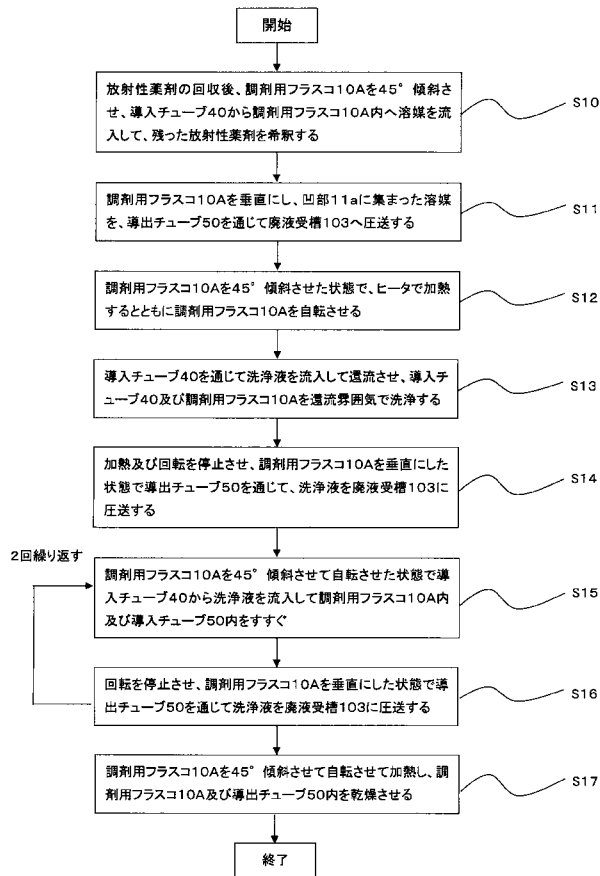 開始
放射性薬剤の回収後、調剤用フラスコ10Aを45°傾斜さ
せ、導入チューブ40から調剤用フラスコ10A内へ溶媒を流
入して、残った放射性薬剤を希釈する
S10
調剤用フラスコ10Aを垂直にし、凹部11aに集まった溶媒
を、導出チューブ50を通じて廃液受槽103へ圧送する
S11
調剤用フラスコ10Aを45°傾斜させた状態で、ヒータで加熱
するとともに調剤用フラスコ10Aを自転させる
S12
導入チューブ40を通じて洗浄液を流入して還流させ、導入チ
ューブ40及び調剤用フラスコ10Aを還流雰囲気で洗浄する
S13
加熱及び回転を停止させ、調剤用フラスコ10Aを垂直にした
状態で導出チューブ50を通じて、洗浄液を廃液受槽103に
圧送する
S14
2回繰り返す
調剤用フラスコ10Aを45°傾斜させて自転させた状態で導
入チューブ40から洗浄液を流入して調剤用フラスコ10A内
及び導入チューブ50内をすすぐ
S15
回転を停止させ、調剤用フラスコ10Aを垂直にした状態で導
出チューブ50を通じて洗浄液を廃液受槽103に圧送する
S16
調剤用フラスコ10Aを45°傾斜させて自転させて加熱し、調
剤用フラスコ10A及び導出チューブ50内を乾燥させる
S17
終了